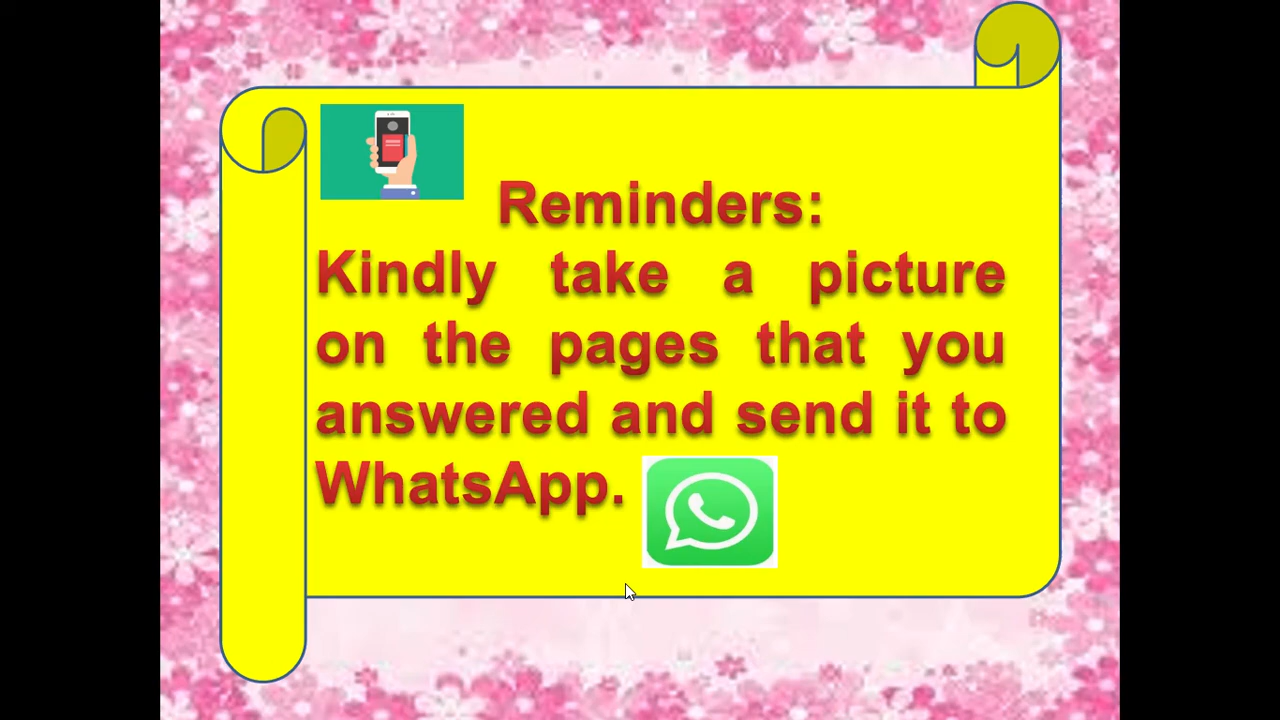 Reminders:
Kindly take a picture
on the pages that you
answered and send it to
WhatsApp.